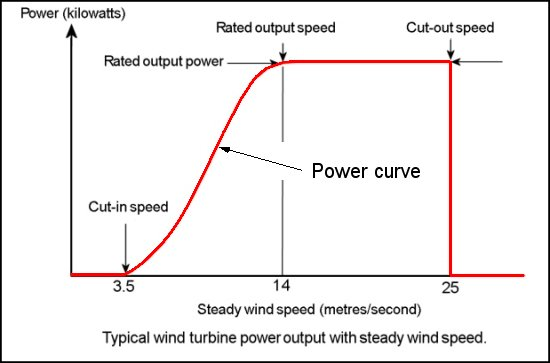 Power (kilowatts)
Rated output speed
Cut-out speed
Rated output power
Power curve
Cut-in speed
3.5
14
25
Steady wind speed (metres/second)
Typical wind turbine power output with steady wind speed.